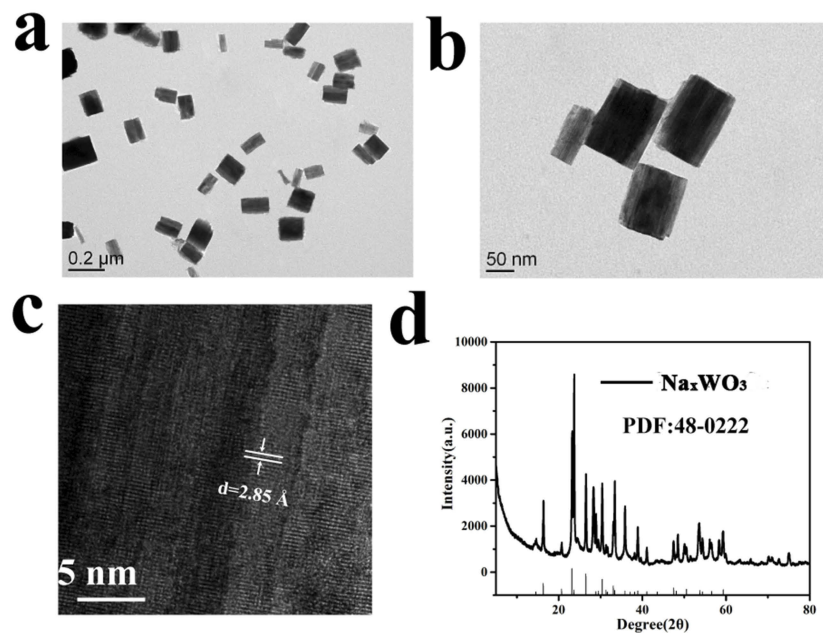 a
0.2 μm
b
50 nm
c
d=2.85 Å
5 nm
d
10000
8000
6000
4000
2000
0
Intensity(a.u.)
NaxWO₃
PDF:48-0222
20
40
60
80
Degree(2θ)